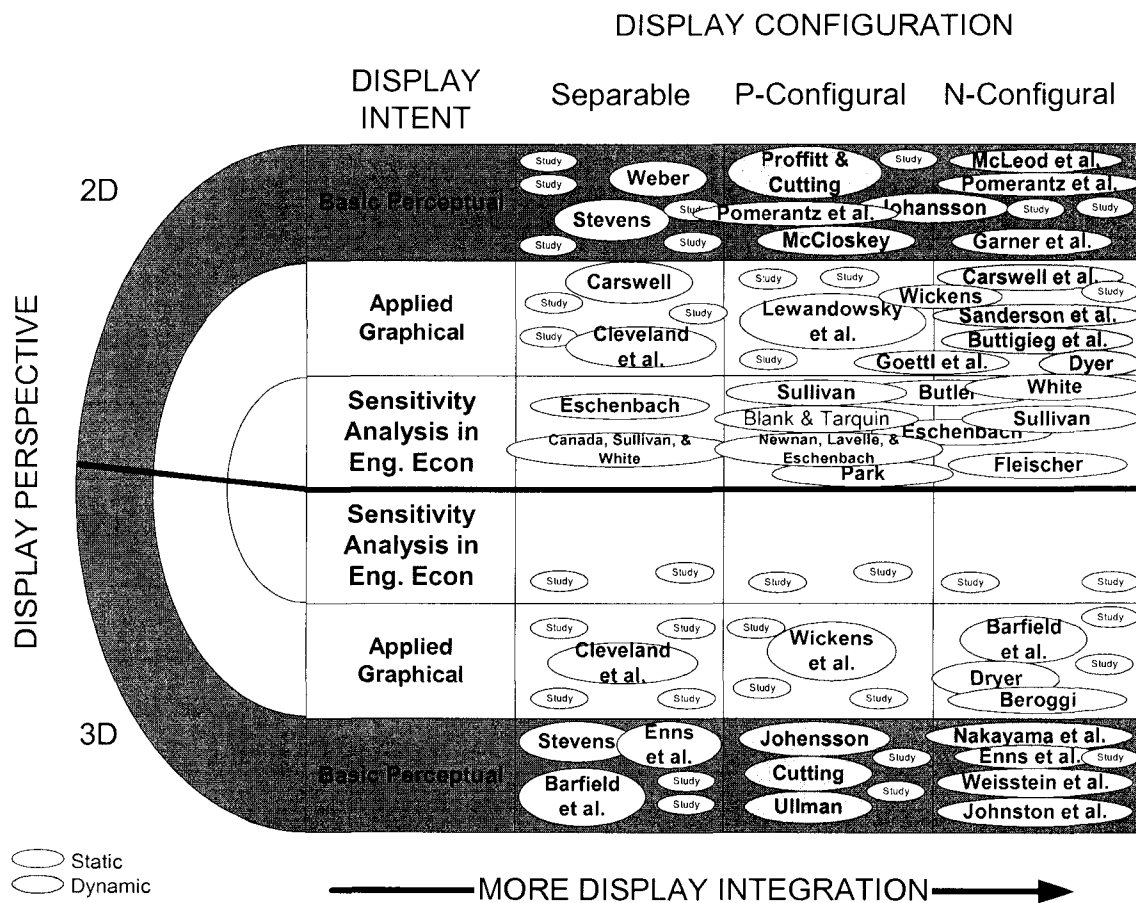 DISPLAY CONFIGURATION
DISPLAY
INTENT
Separable
P-Configural
N-Configural
DISPLAY PERSPECTIVE
2D
Basic Perceptual
Study
Study
Weber
Stevens
Study
Study
Study
Proffitt &
Cutting
Study
Pomerantz et al.
Johansson
McCloskey
McLeod et al.
Pomerantz et al.
Study
Study
Garner et al.
Applied
Graphical
Carswell
Study
Study
Study
Cleveland
et al.
Study
Study
Wickens
Lewandowsky
et al.
Study
Goettl et al.
Carswell et al.
Study
Sanderson et al.
Buttigieg et al.
Dyer
Sensitivity
Analysis in
Eng. Econ
Eschenbach
Canada, Sullivan, &
White
Sullivan
Butler
Blank & Tarquin
Eschenbach
Newnan, Lavelle, &
Eschenbach
Park
White
Sullivan
Fleischer
Sensitivity
Analysis in
Eng. Econ
Study
Study
Study
Study
Study
Study
Applied
Graphical
Study
Study
Cleveland
et al.
Study
Study
Study
Wickens
et al.
Study
Study
Study
Barfield
et al.
Study
Dryer
Beroggi
3D
Basic Perceptual
Stevens
Enns
et al.
Barfield
et al.
Study
Study
Johensson
Study
Cutting
Study
Ullman
Nakayama et al.
Enns et al.
Study
Weisstein et al.
Johnston et al.
Static
Dynamic
MORE DISPLAY INTEGRATION